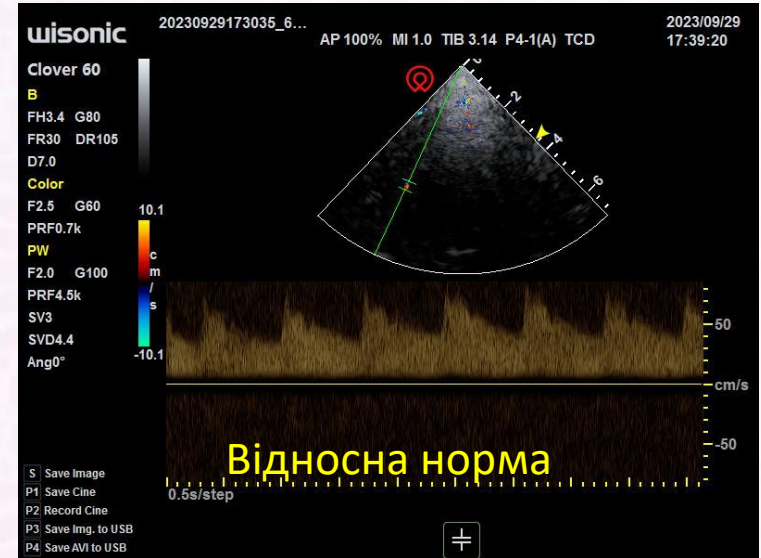 wisonic
20230929173035_6...
AP 100% MI 1.0 TIB 3.14 P4-1(A) TCD
2023/09/29
17:39:20
Clover 60
B
FH3.4 G80
FR30 DR105
D7.0
Color
F2.5 G60
PRF0.7k
PW
F2.0 G100
PRF4.5k
SV3
SVD4.4
Ang0°
10.1
c
m
/
s
-10.1
0
2
4
6
50
cm/s
-50
Відносна норма
0.5s/step
S Save Image
P1 Save Cine
P2 Record Cine
P3 Save Img. to USB
P4 Save AVI to USB